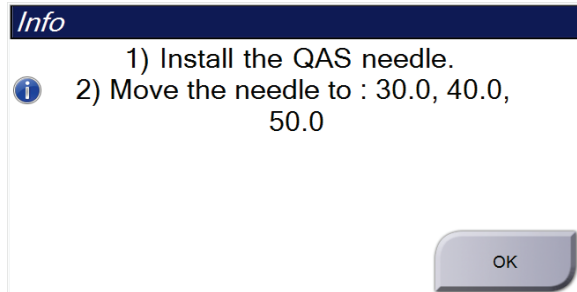 Info
1) Install the QAS needle.
2) Move the needle to : 30.0, 40.0,
50.0
OK